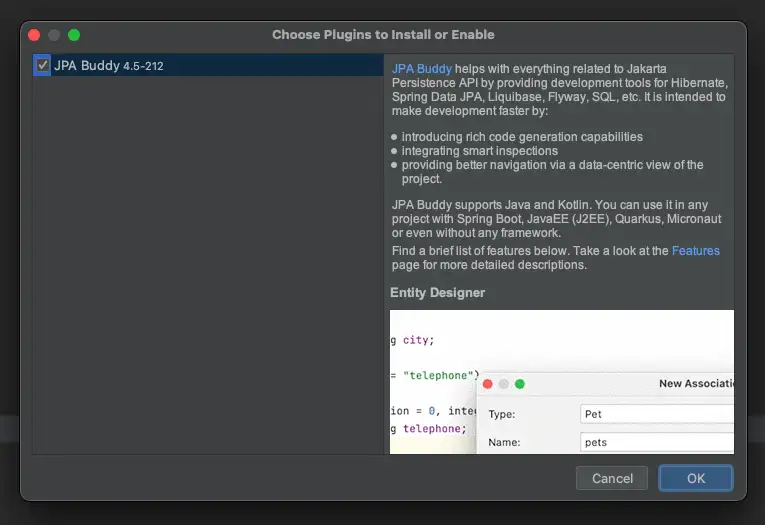 Choose Plugins to Install or Enable
JPA Buddy 4.5-212
JPA Buddy helps with everything related to Jakarta
Persistence API by providing development tools for Hibernate,
Spring Data JPA, Liquibase, Flyway, SQL, etc. It is intended to
make development faster by:
• introducing rich code generation capabilities
• integrating smart inspections
• providing better navigation via a data-centric view of the
project.
JPA Buddy supports Java and Kotlin. You can use it in any
project with Spring Boot, JavaEE (J2EE), Quarkus, Micronaut
or even without any framework.
Find a brief list of features below. Take a look at the Features
page for more detailed descriptions.
Entity Designer
g city;
= "telephone")
New Associati
ion = 0, inte
Type: Pet
g telephone;
Name: pets
Cancel OK